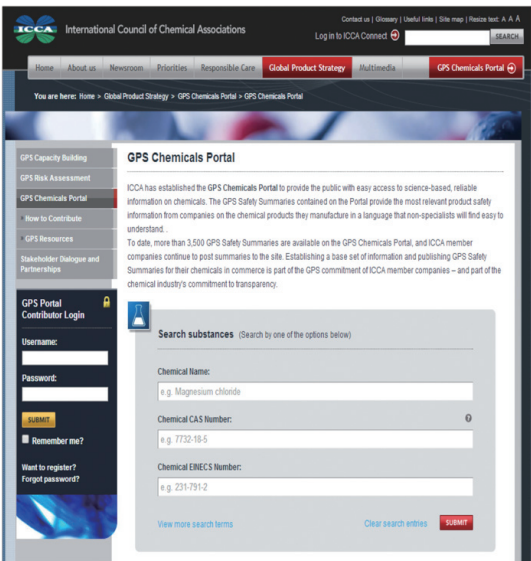 Contact us | Glossary | Useful links | Site map | Resize text: A A A
ICCA International Council of Chemical Associations
Log in to ICCA Connect
SEARCH
Home About us Newsroom Priorities Responsible Care Global Product Strategy Multimedia GPS Chemicals Portal
You are here: Home > Global Product Strategy > GPS Chemicals Portal > GPS Chemicals Portal
GPS Capacity Building
GPS Risk Assessment
GPS Chemicals Portal
How to Contribute
GPS Resources
Stakeholder Dialogue and
Partnerships
GPS Portal
Contributor Login
Username:
Password:
SUBMIT
Remember me?
Want to register?
Forgot password?
GPS Chemicals Portal
ICCA has established the GPS Chemicals Portal to provide the public with easy access to science-based, reliable
information on chemicals. The GPS Safety Summaries contained on the Portal provide the most relevant product safety
information from companies on the chemical products they manufacture in a language that non-specialists will find easy to
understand. .
To date, more than 3,500 GPS Safety Summaries are available on the GPS Chemicals Portal, and ICCA member
companies continue to post summaries to the site. Establishing a base set of information and publishing GPS Safety
Summaries for their chemicals in commerce is part of the GPS commitment of ICCA member companies – and part of the
chemical industry's commitment to transparency.
Search substances (Search by one of the options below)
Chemical Name:
e.g. Magnesium chloride
Chemical CAS Number:
e.g. 7732-18-5
Chemical EINECS Number:
e.g. 231-791-2
View more search terms Clear search entries SUBMIT